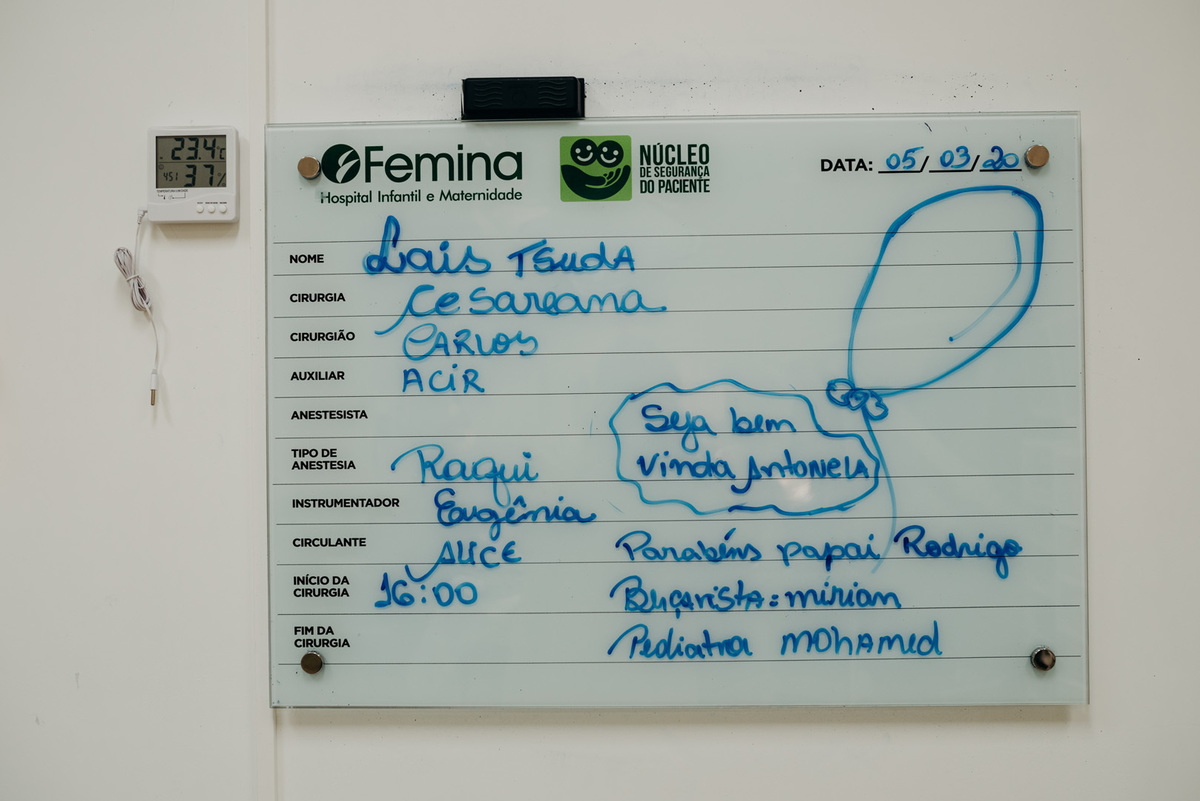 23.4°C
37%
Femina
Hospital Infantil e Maternidade
NÚCLEO
DE SEGURANÇA
DO PACIENTE
DATA: 05/03/20
NOME Lais TsudA
CIRURGIA Cesareana
CIRURGIÃO CARLOS
AUXILIAR ACIR
ANESTESISTA
Seja bem
TIPO DE
ANESTESIA Raqui
Vinda Antonela
INSTRUMENTADOR Eugênia
CIRCULANTE ALICE
Parabéns papai Rodrigo
INÍCIO DA
CIRURGIA 16:00
Berçarista: miriam
FIM DA
CIRURGIA
Pediatra MOhAmed